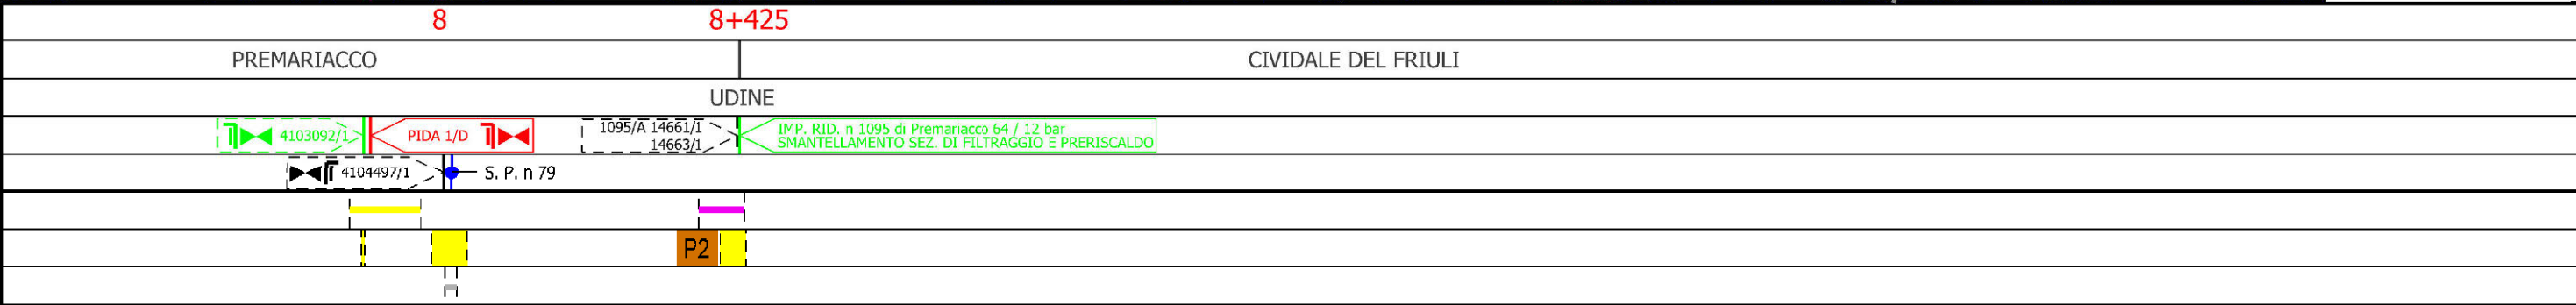 8 8+425
PREMARIACCO CIVIDALE DEL FRIULI
UDINE
4103092/1 PIDA 1/D 1095/A 14661/1
14663/1
IMP. RID. n 1095 di Premariacco 64 / 12 bar
SMANTELLAMENTO SEZ. DI FILTRAGGIO E PRERISCALDO
4104497/1 S. P. n 79
P2